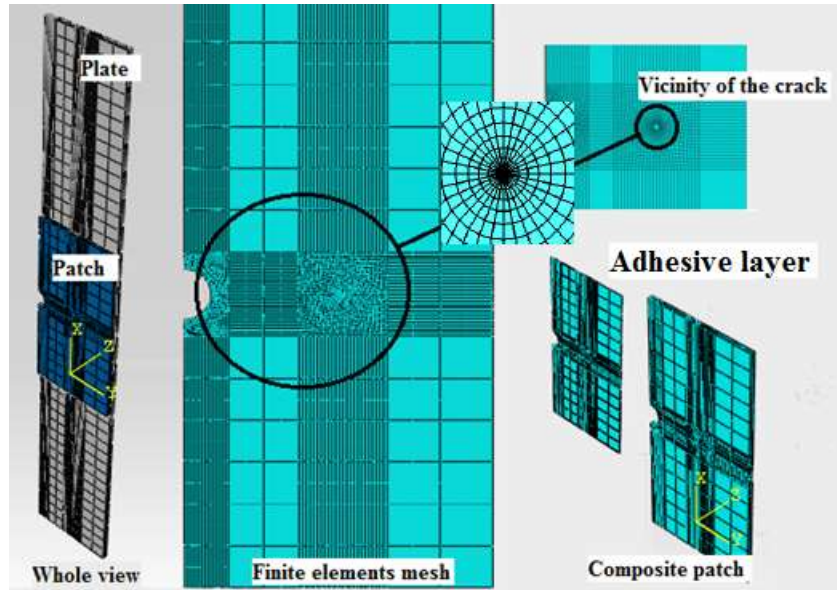 Plate
Patch
X
Z
Y
Whole view
Finite elements mesh
Vicinity of the crack
Adhesive layer
X
Z
Composite patch